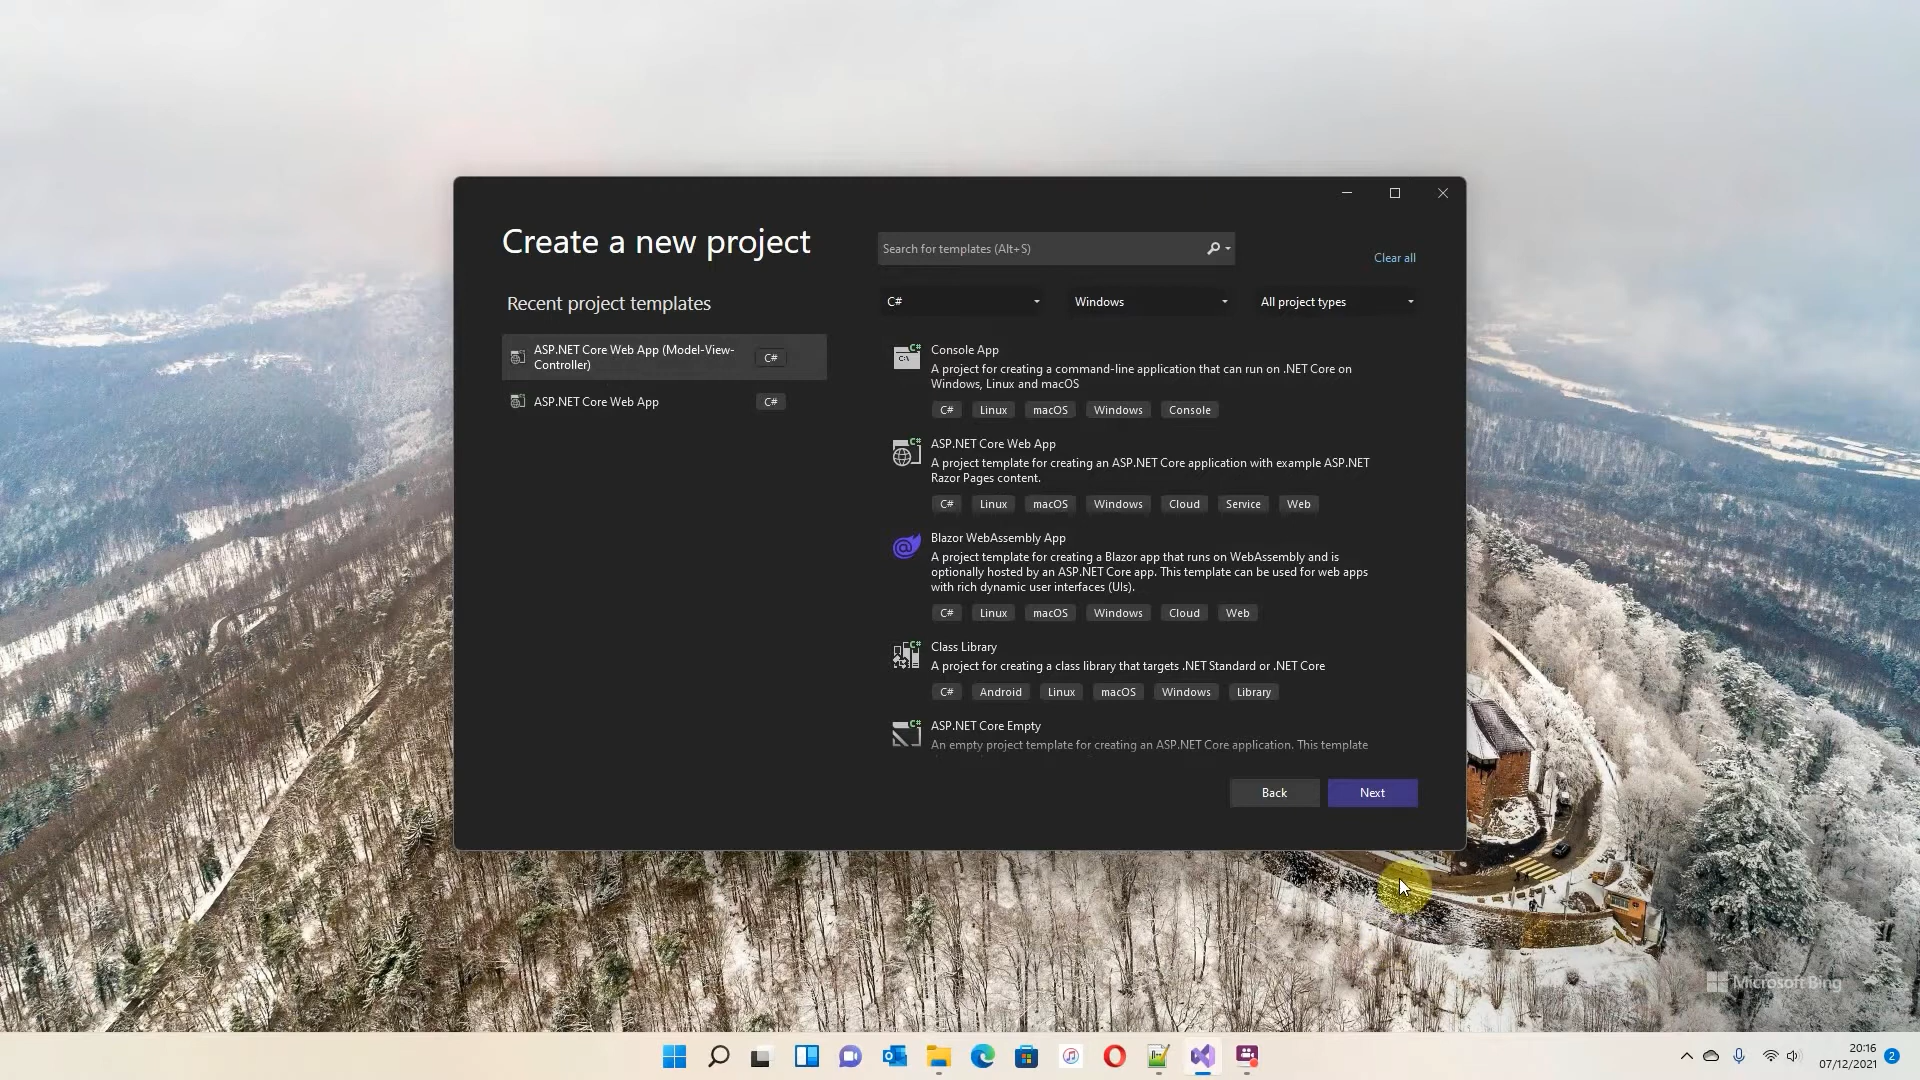 Create a new project
Search for templates (Alt+S)
Clear all
Recent project templates
C#
Windows
All project types
ASP.NET Core Web App (Model-View-
Controller)
C#
ASP.NET Core Web App
C#
Console App
A project for creating a command-line application that can run on .NET Core on
Windows, Linux and macOS
C# Linux macOS Windows Console
ASP.NET Core Web App
A project template for creating an ASP.NET Core application with example ASP.NET
Razor Pages content.
C# Linux macOS Windows Cloud Service Web
Blazor WebAssembly App
A project template for creating a Blazor app that runs on WebAssembly and is
optionally hosted by an ASP.NET Core app. This template can be used for web apps
with rich dynamic user interfaces (UIs).
C# Linux macOS Windows Cloud Web
Class Library
A project for creating a class library that targets .NET Standard or .NET Core
C# Android Linux macOS Windows Library
ASP.NET Core Empty
An empty project template for creating an ASP.NET Core application. This template
Back
Next
Microsoft Bing
20:16
07/12/2021
2